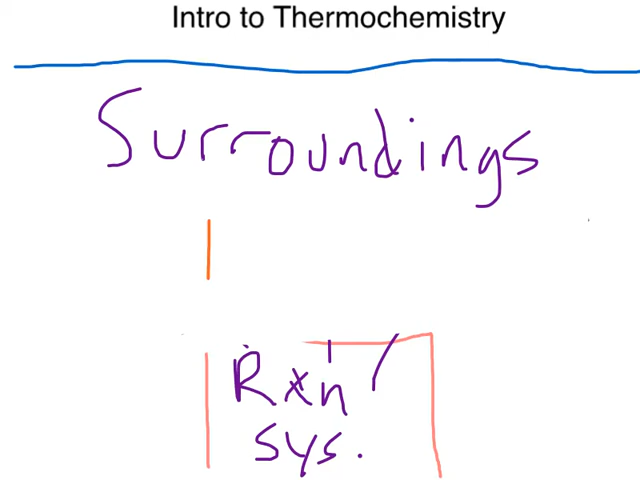 Intro to Thermochemistry
Surroundings
Rxn /
sys.